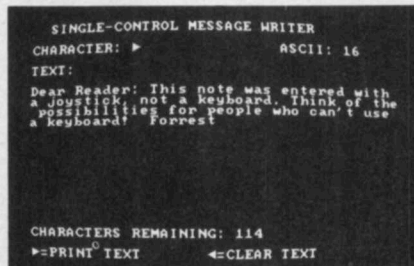 SINGLE-CONTROL MESSAGE WRITER
CHARACTER: ► ASCII: 16
TEXT:
Dear Reader: This note was entered with
a joystick, not a keyboard. Think of the
possibilities for people who can't use
a keyboard! Forrest
CHARACTERS REMAINING: 114
►=PRINT TEXT ◄=CLEAR TEXT